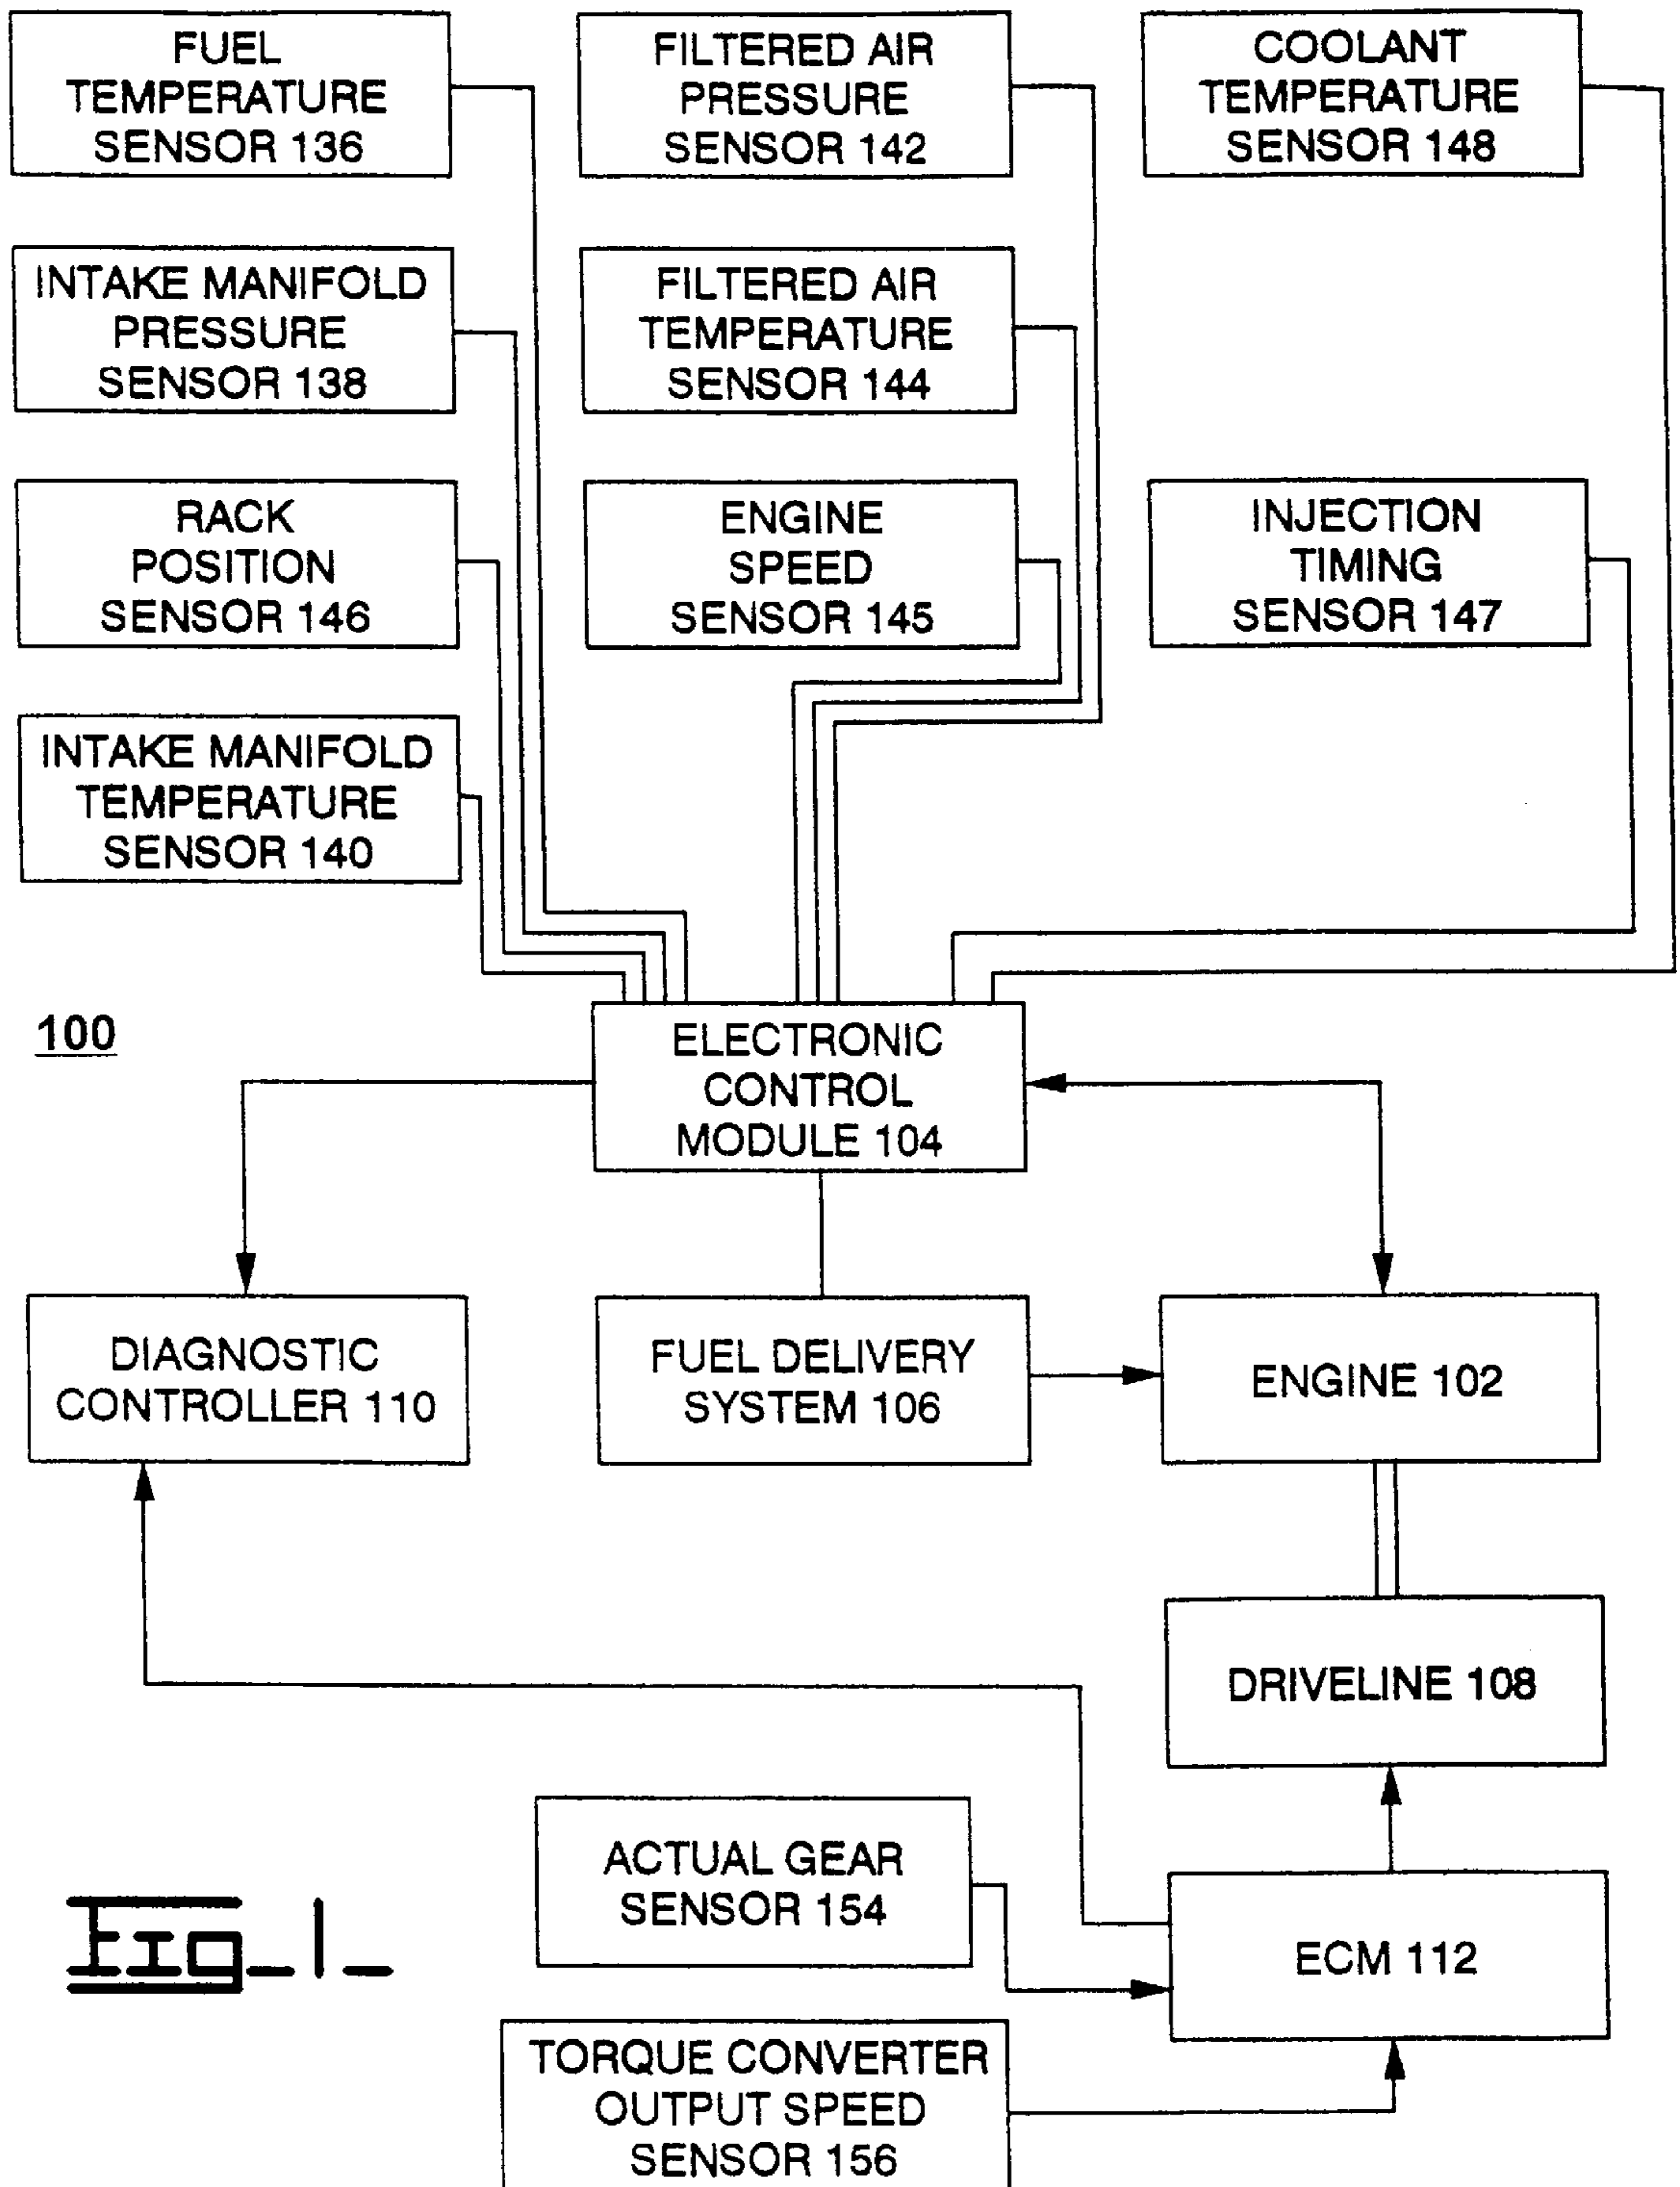 FUEL
TEMPERATURE
SENSOR 136
FILTERED AIR
PRESSURE
SENSOR 142
COOLANT
TEMPERATURE
SENSOR 148
INTAKE MANIFOLD
PRESSURE
SENSOR 138
FILTERED AIR
TEMPERATURE
SENSOR 144
RACK
POSITION
SENSOR 146
ENGINE
SPEED
SENSOR 145
INJECTION
TIMING
SENSOR 147
INTAKE MANIFOLD
TEMPERATURE
SENSOR 140
100
ELECTRONIC
CONTROL
MODULE 104
DIAGNOSTIC
CONTROLLER 110
FUEL DELIVERY
SYSTEM 106
ENGINE 102
DRIVELINE 108
ACTUAL GEAR
SENSOR 154
ECM 112
TORQUE CONVERTER
OUTPUT SPEED
SENSOR 156
Fig_1_